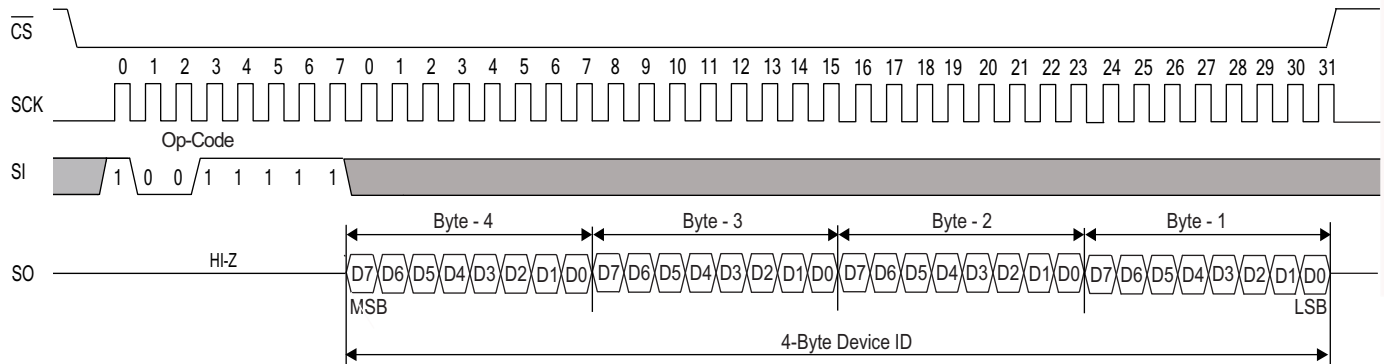 CS
0 1 2 3 4 5 6 7 0 1 2 3 4 5 6 7 8 9 10 11 12 13 14 15 16 17 18 19 20 21 22 23 24 25 26 27 28 29 30 31
SCK
Op-Code
SI 1 0 0 1 1 1 1 1
Byte - 4 Byte - 3 Byte - 2 Byte - 1
SO HI-Z D7 D6 D5 D4 D3 D2 D1 D0 D7 D6 D5 D4 D3 D2 D1 D0 D7 D6 D5 D4 D3 D2 D1 D0 D7 D6 D5 D4 D3 D2 D1 D0
MSB LSB
4-Byte Device ID